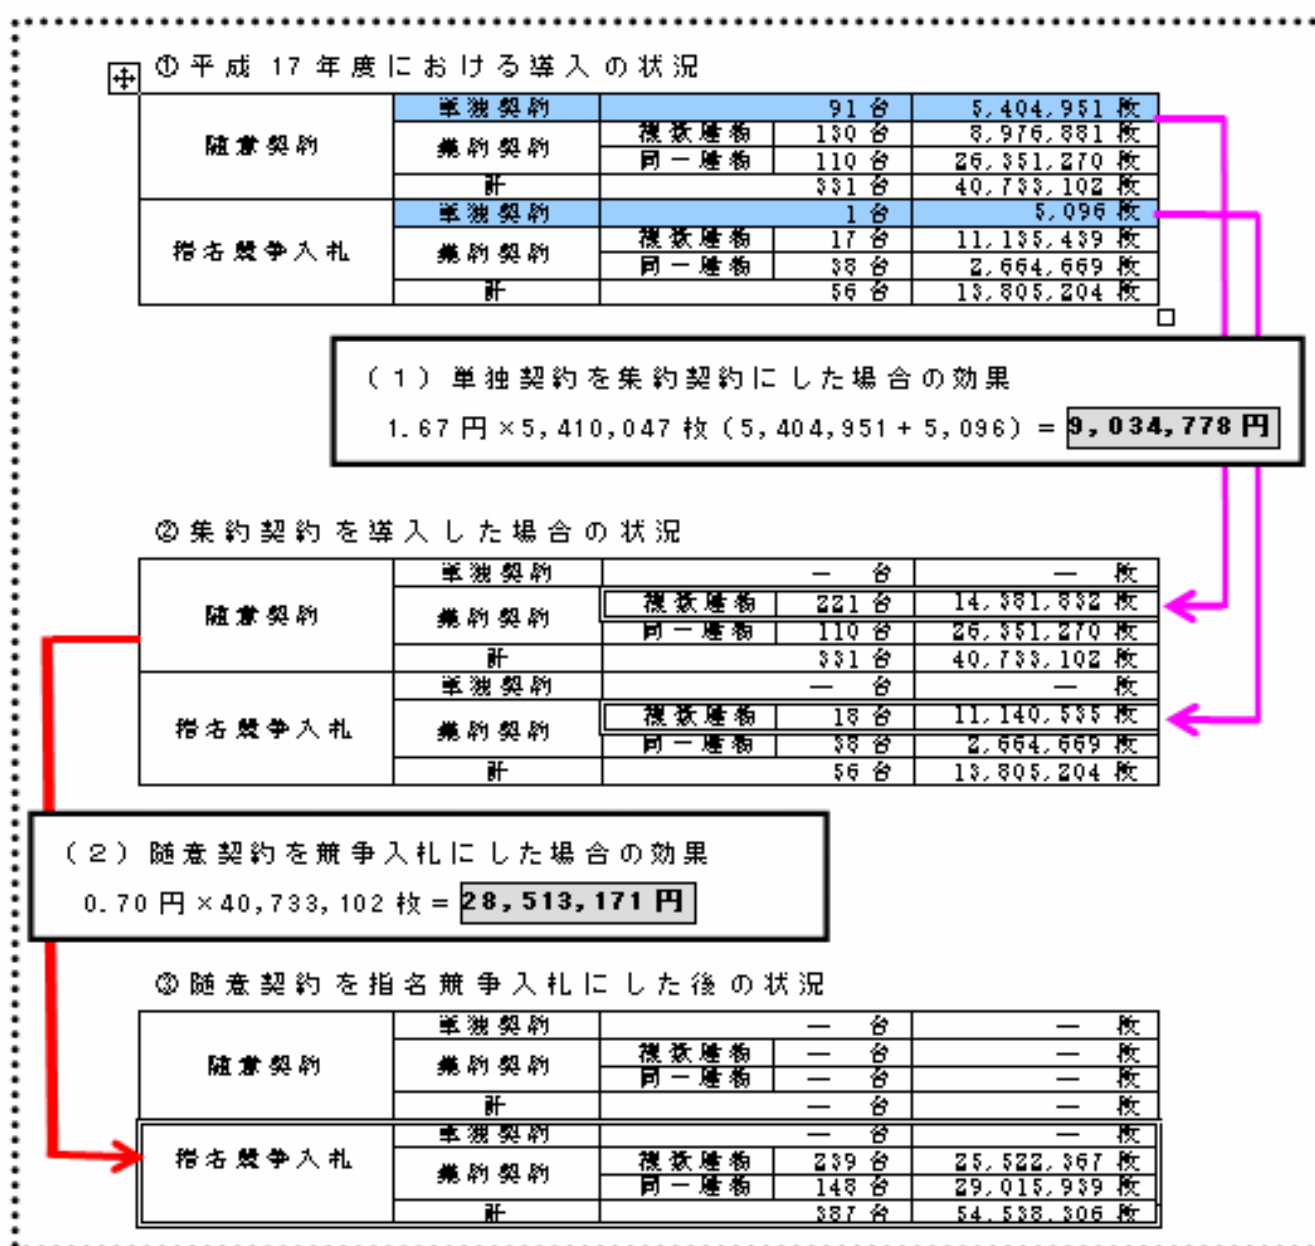 ①平成 17 年度における導入の状況
随意契約 単独契約 91 台 5,404,951 枚
集約契約 複数建物 130 台 8,976,881 枚
同一建物 110 台 26,351,270 枚
計 331 台 40,733,102 枚
指名競争入札 単独契約 1 台 5,096 枚
集約契約 複数建物 17 台 11,135,439 枚
同一建物 38 台 2,664,669 枚
計 56 台 13,805,204 枚
(1) 単独契約を集約契約にした場合の効果
1.67 円×5,410,047 枚 (5,404,951+5,096) = 9,034,778 円
②集約契約を導入した場合の状況
随意契約 単独契約 — 台 — 枚
集約契約 複数建物 221 台 14,381,832 枚
同一建物 110 台 26,351,270 枚
計 331 台 40,733,102 枚
指名競争入札 単独契約 — 台 — 枚
集約契約 複数建物 18 台 11,140,535 枚
同一建物 38 台 2,664,669 枚
計 56 台 13,805,204 枚
(2) 随意契約を競争入札にした場合の効果
0.70 円×40,733,102 枚= 28,513,171 円
③随意契約を指名競争入札にした後の状況
随意契約 単独契約 — 台 — 枚
集約契約 複数建物 — 台 — 枚
同一建物 — 台 — 枚
計 — 台 — 枚
指名競争入札 単独契約 — 台 — 枚
集約契約 複数建物 239 台 25,522,367 枚
同一建物 148 台 29,015,939 枚
計 387 台 54,538,306 枚